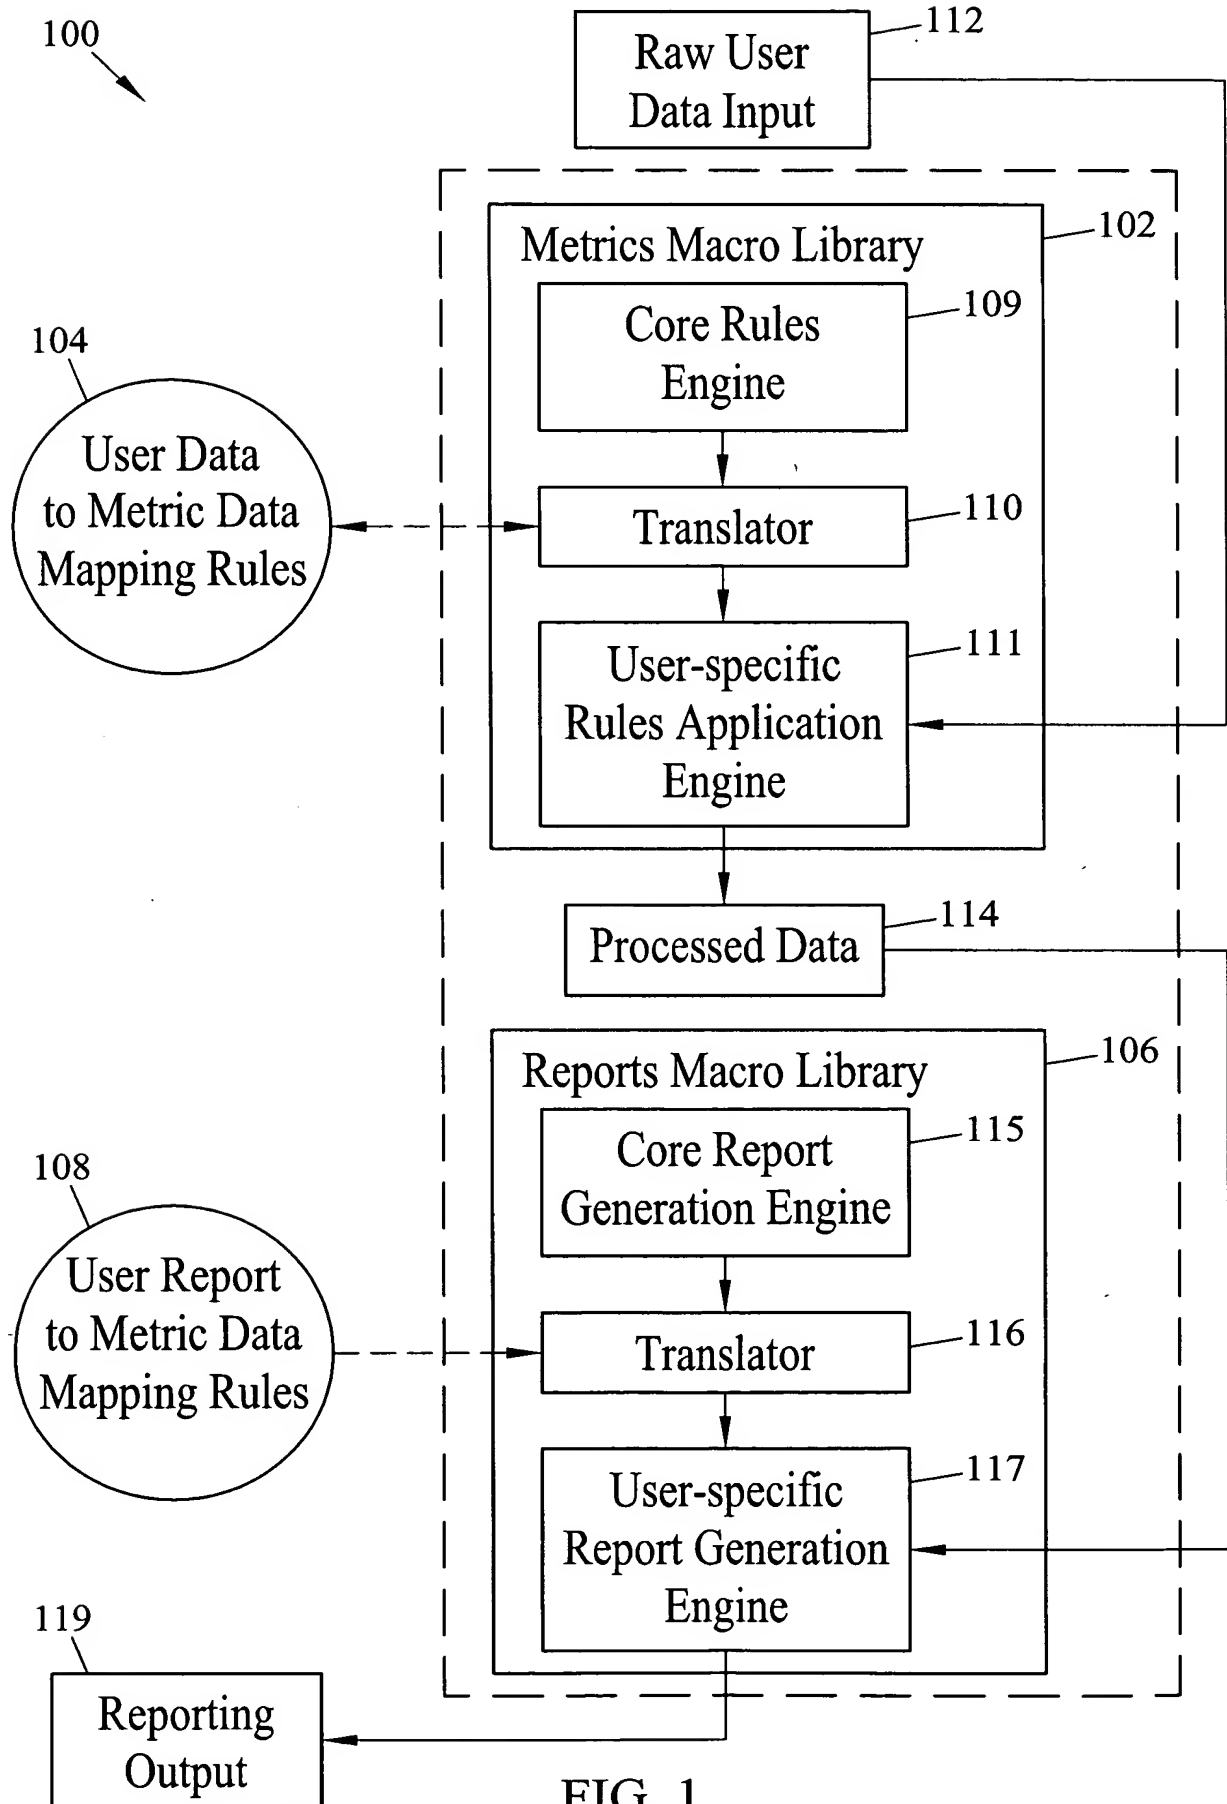 100
112
Raw User
Data Input
102
Metrics Macro Library
109
Core Rules
Engine
104
User Data
to Metric Data
Mapping Rules
110
Translator
111
User-specific
Rules Application
Engine
114
Processed Data
106
Reports Macro Library
115
Core Report
Generation Engine
108
User Report
to Metric Data
Mapping Rules
116
Translator
117
User-specific
Report Generation
Engine
119
Reporting
Output
FIG. 1